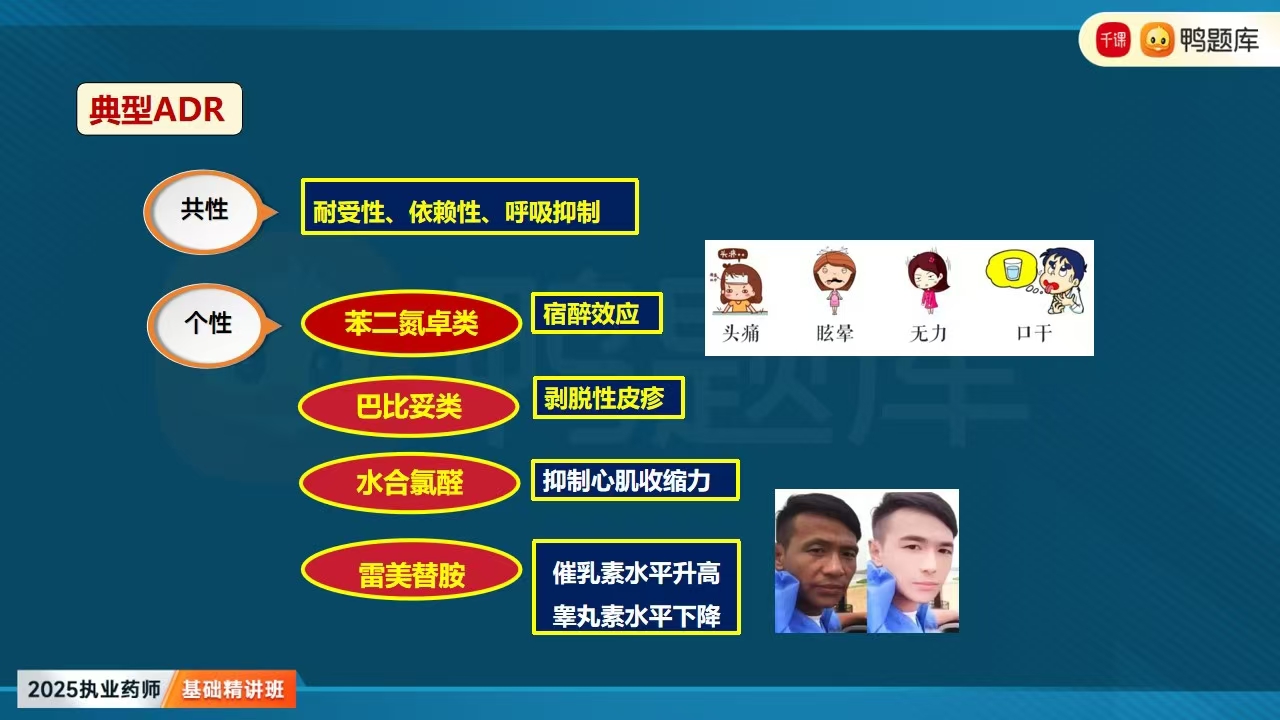 千课 鸭题库
典型ADR
共性
耐受性、依赖性、呼吸抑制
个性
苯二氮卓类
宿醉效应
头痛 眩晕 无力 口干
巴比妥类
剥脱性皮疹
水合氯醛
抑制心肌收缩力
雷美替胺
催乳素水平升高
睾丸素水平下降
2025执业药师 基础精讲班